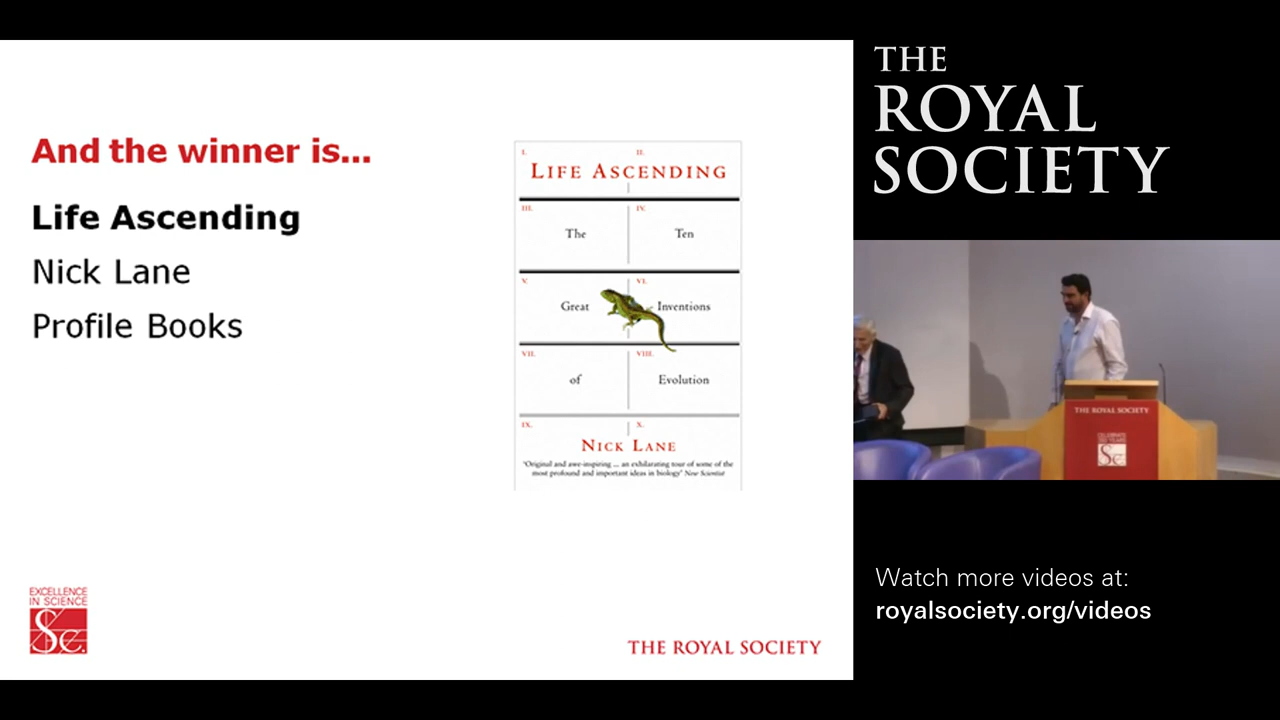 And the winner is...
Life Ascending
Nick Lane
Profile Books
I.
II.
LIFE ASCENDING
III.
IV.
The
Ten
V.
VI.
Great
Inventions
VII.
VIII.
of
Evolution
IX.
X.
NICK LANE
'Original and awe-inspiring ... an exhilarating tour of some of the
most profound and important ideas in biology' New Scientist
EXCELLENCE
IN SCIENCE
THE ROYAL SOCIETY
THE
ROYAL
SOCIETY
THE ROYAL SOCIETY
Watch more videos at:
royalsociety.org/videos